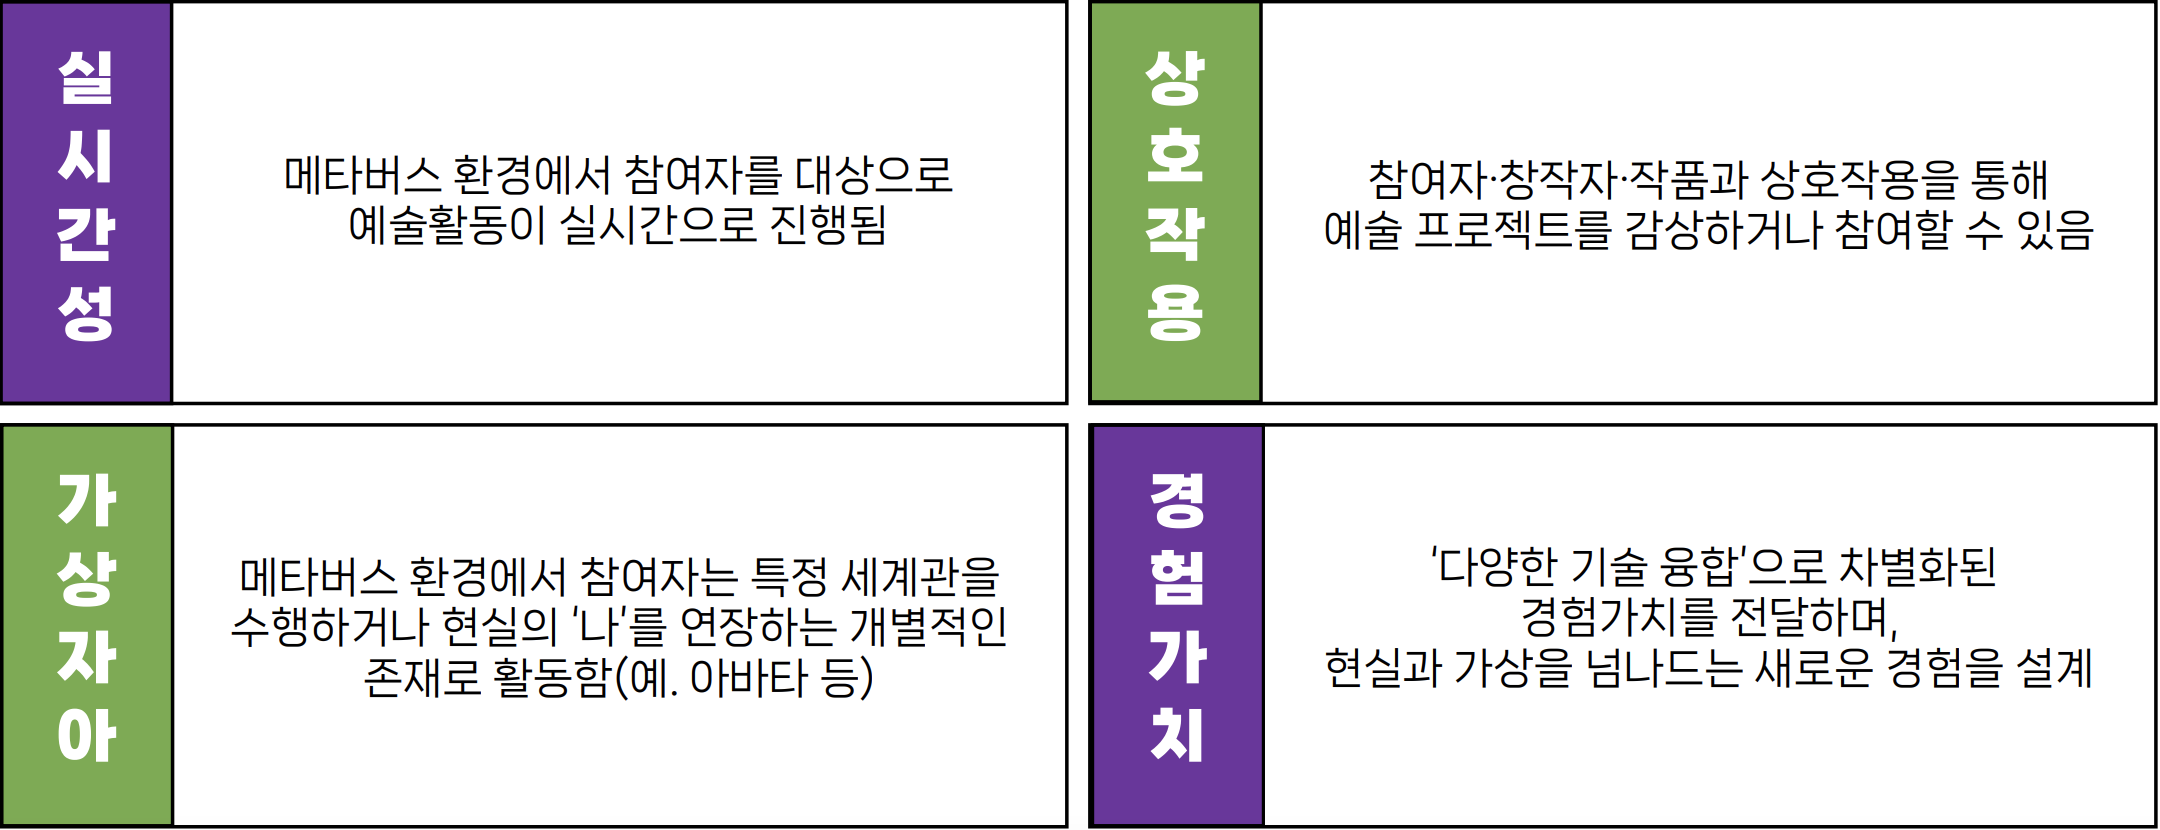 실시간성
메타버스 환경에서 참여자를 대상으로
예술활동이 실시간으로 진행됨
상호작용
참여자·창작자·작품과 상호작용을 통해
예술 프로젝트를 감상하거나 참여할 수 있음
가상자아
메타버스 환경에서 참여자는 특정 세계관을
수행하거나 현실의 '나'를 연장하는 개별적인
존재로 활동함(예. 아바타 등)
경험가치
'다양한 기술 융합'으로 차별화된
경험가치를 전달하며,
현실과 가상을 넘나드는 새로운 경험을 설계